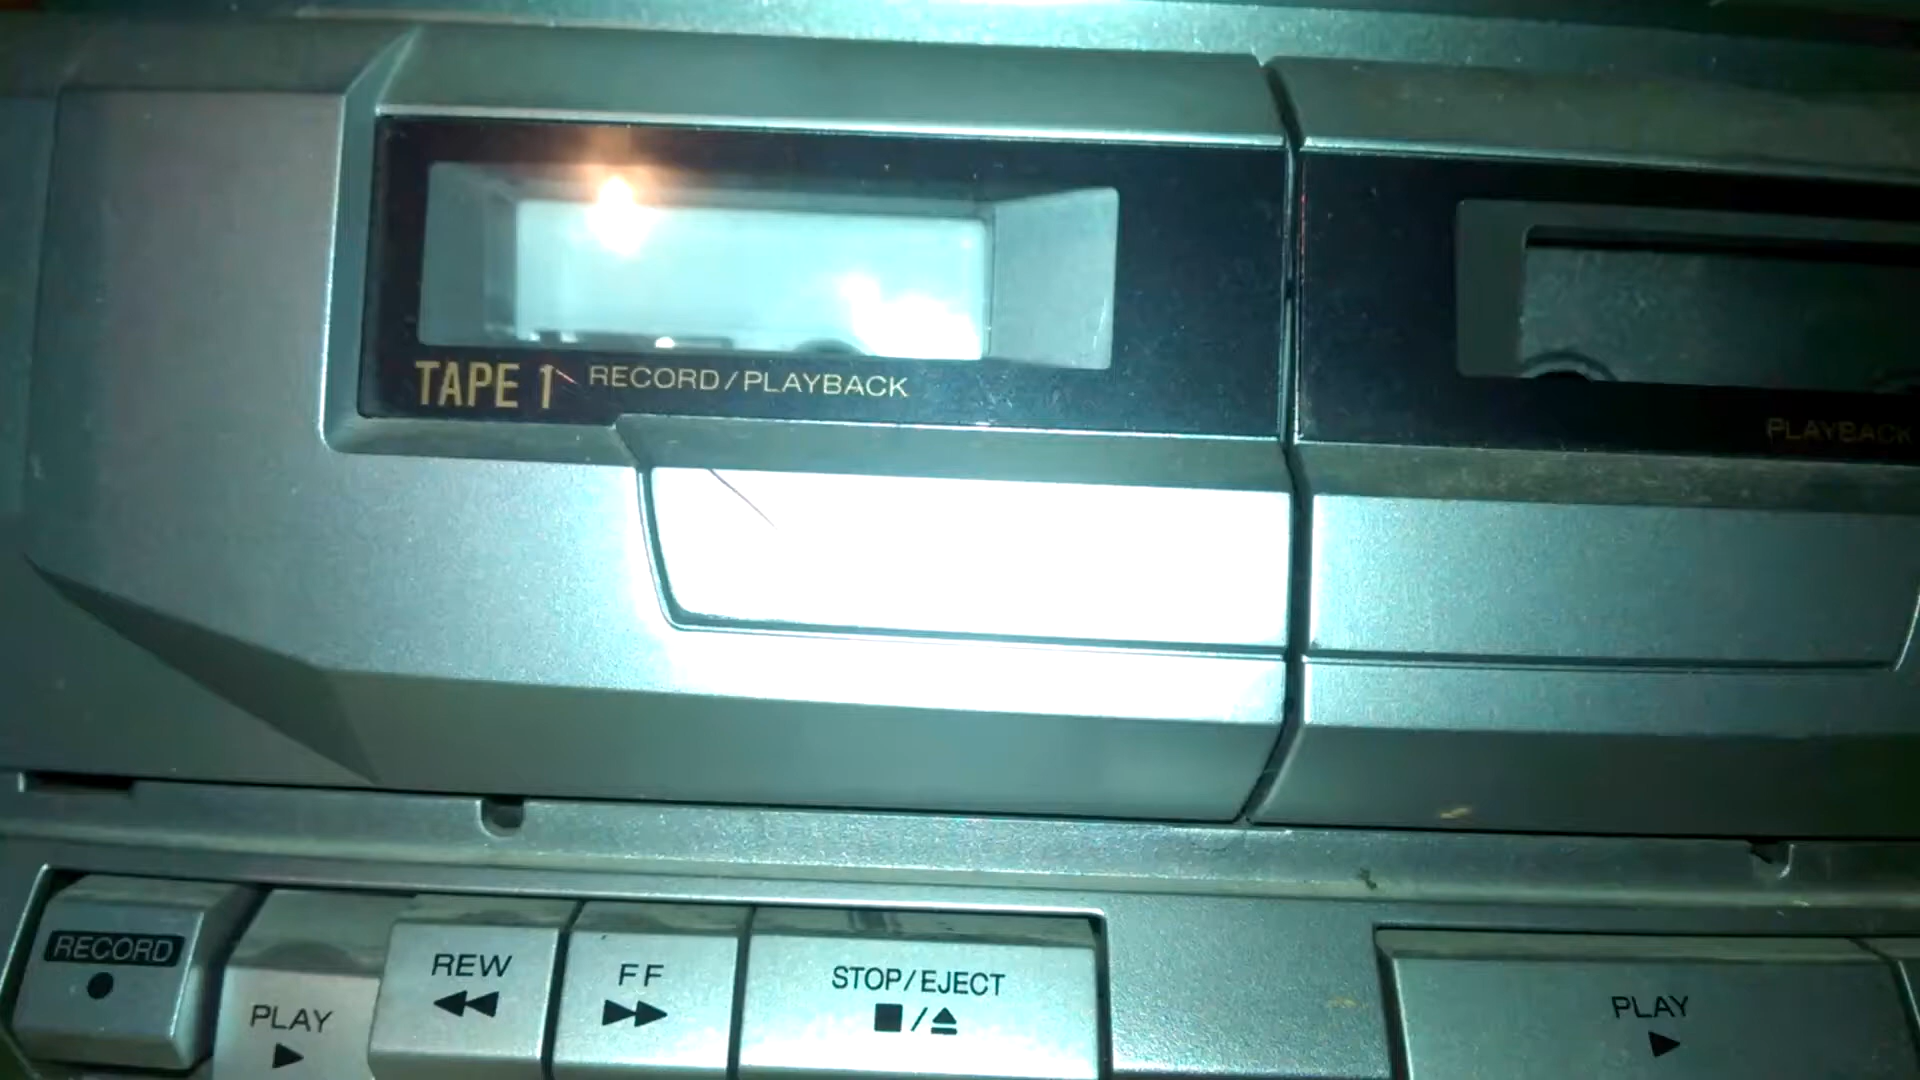 TAPE 1 RECORD/PLAYBACK
PLAYBACK
RECORD
PLAY
REW
FF
STOP/EJECT
PLAY